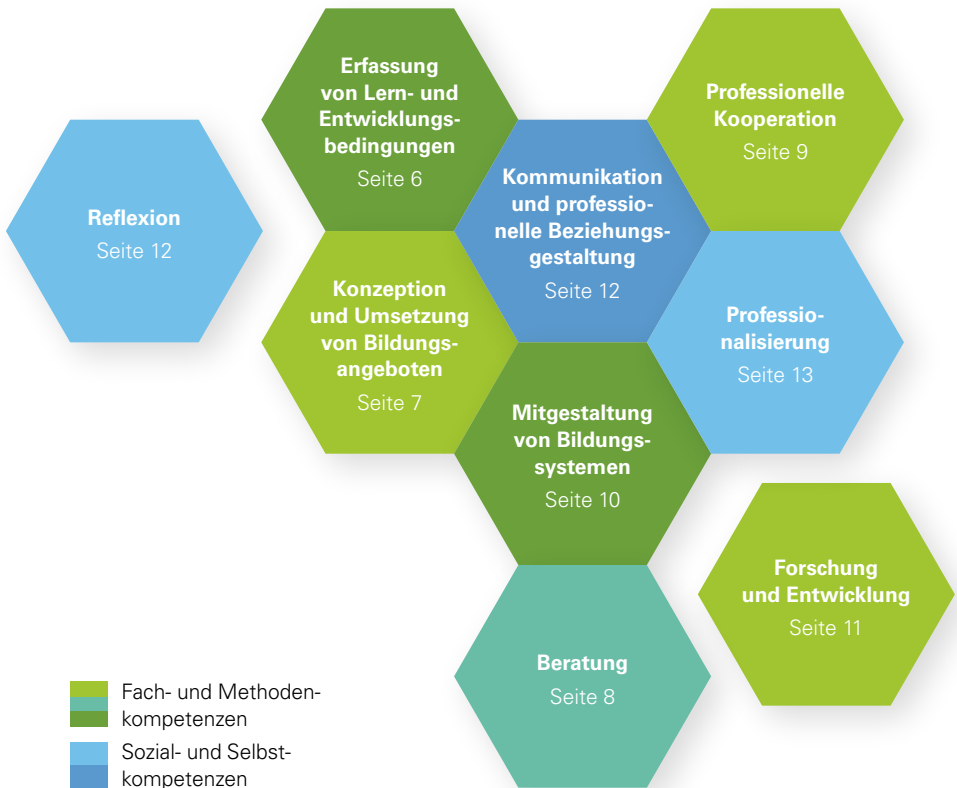 Erfassung
von Lern- und
Entwicklungs-
bedingungen
Seite 6
Professionelle
Kooperation
Seite 9
Reflexion
Seite 12
Kommunikation
und professio-
nelle Beziehungs-
gestaltung
Seite 12
Konzeption
und Umsetzung
von Bildungs-
angeboten
Seite 7
Professio-
nalisierung
Seite 13
Mitgestaltung
von Bildungs-
systemen
Seite 10
Forschung
und Entwicklung
Seite 11
Beratung
Seite 8
Fach- und Methoden-
kompetenzen
Sozial- und Selbst-
kompetenzen